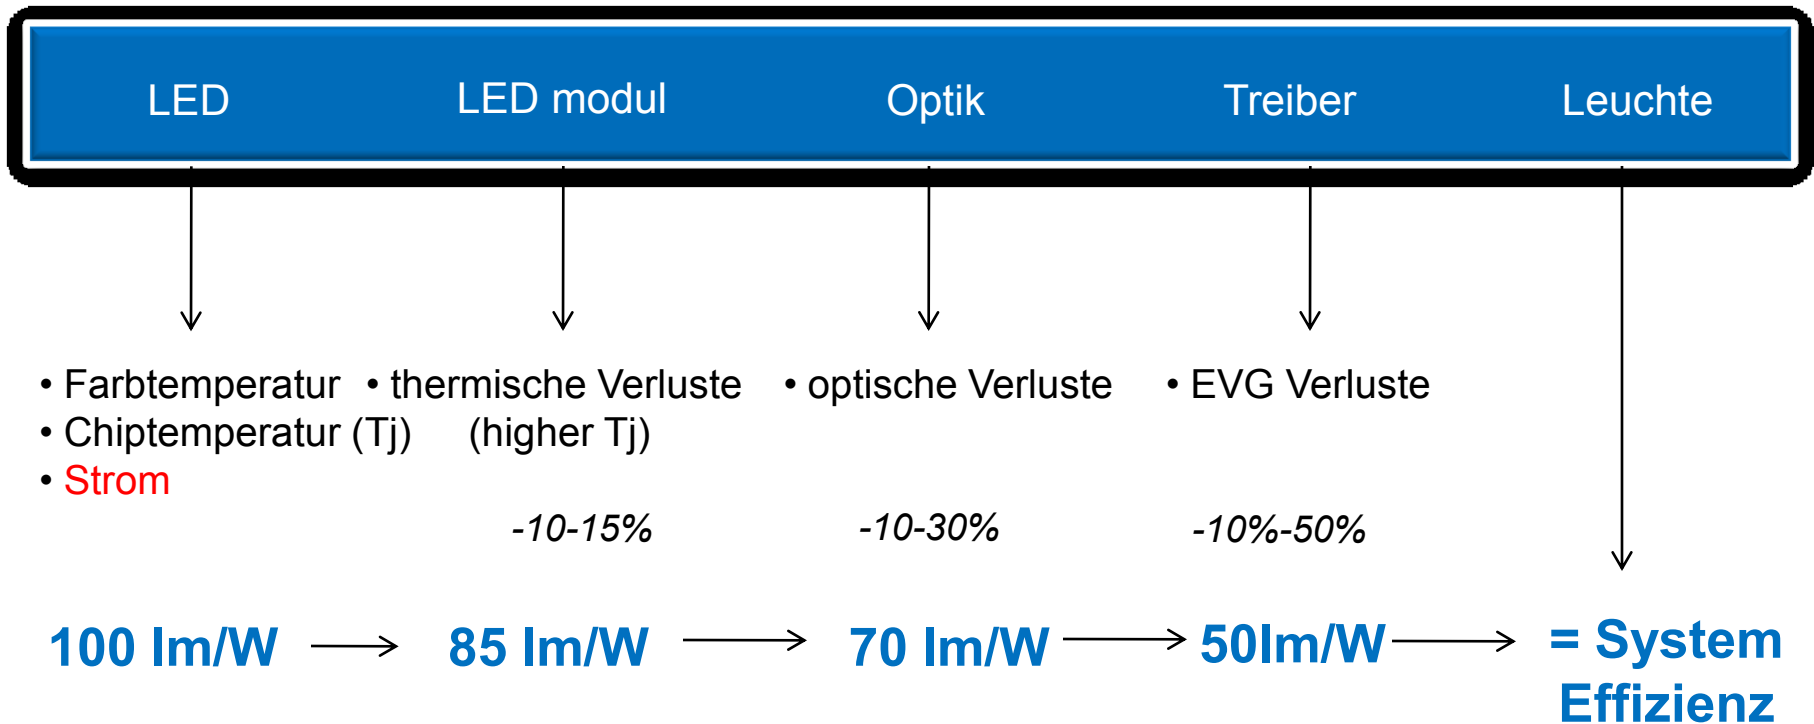 LED
LED modul
Optik
Treiber
Leuchte
• Farbtemperatur
• Chiptemperatur (Tj)
• Strom
• thermische Verluste
(higher Tj)
• optische Verluste
• EVG Verluste
-10-15%
-10-30%
-10%-50%
100 lm/W
85 lm/W
70 lm/W
50lm/W
= System
Effizienz